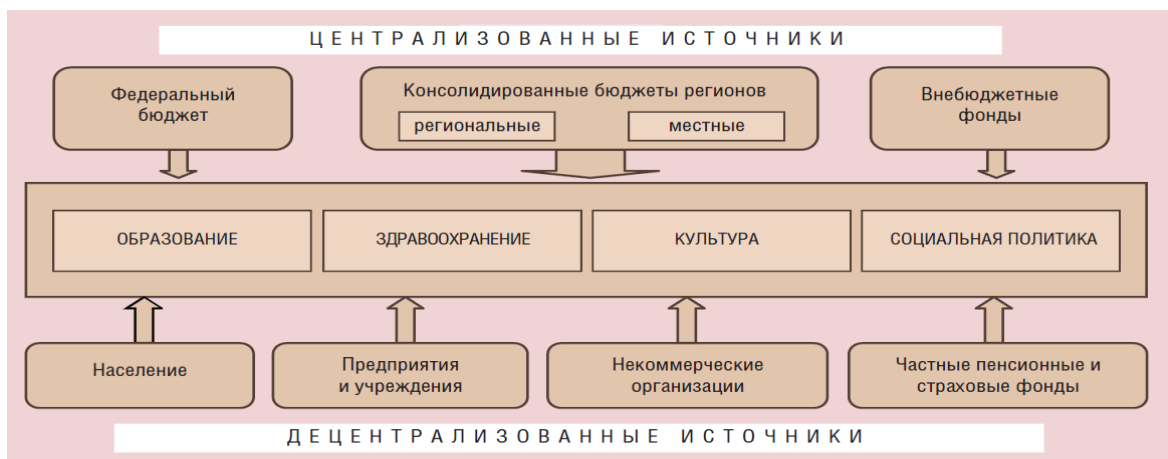 ЦЕНТРАЛИЗОВАННЫЕ ИСТОЧНИКИ
Федеральный
бюджет
Консолидированные бюджеты регионов
региональные
местные
Внебюджетные
фонды
ОБРАЗОВАНИЕ
ЗДРАВООХРАНЕНИЕ
КУЛЬТУРА
СОЦИАЛЬНАЯ ПОЛИТИКА
Население
Предприятия
и учреждения
Некоммерческие
организации
Частные пенсионные и
страховые фонды
ДЕЦЕНТРАЛИЗОВАННЫЕ ИСТОЧНИКИ